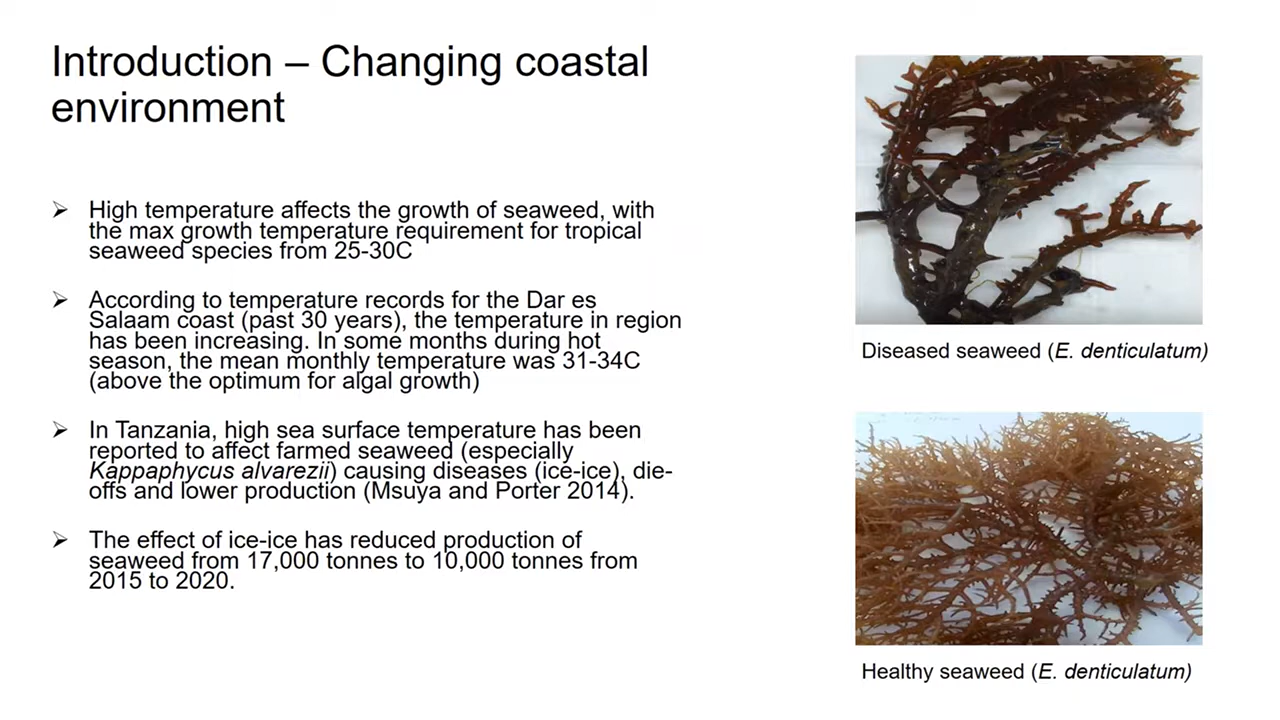 Introduction – Changing coastal
environment
➢ High temperature affects the growth of seaweed, with
the max growth temperature requirement for tropical
seaweed species from 25-30C
➢ According to temperature records for the Dar es
Salaam coast (past 30 years), the temperature in region
has been increasing. In some months during hot
season, the mean monthly temperature was 31-34C
(above the optimum for algal growth)
➢ In Tanzania, high sea surface temperature has been
reported to affect farmed seaweed (especially
Kappaphycus alvarezii) causing diseases (ice-ice), die-
offs and lower production (Msuya and Porter 2014).
➢ The effect of ice-ice has reduced production of
seaweed from 17,000 tonnes to 10,000 tonnes from
2015 to 2020.
Diseased seaweed (E. denticulatum)
Healthy seaweed (E. denticulatum)